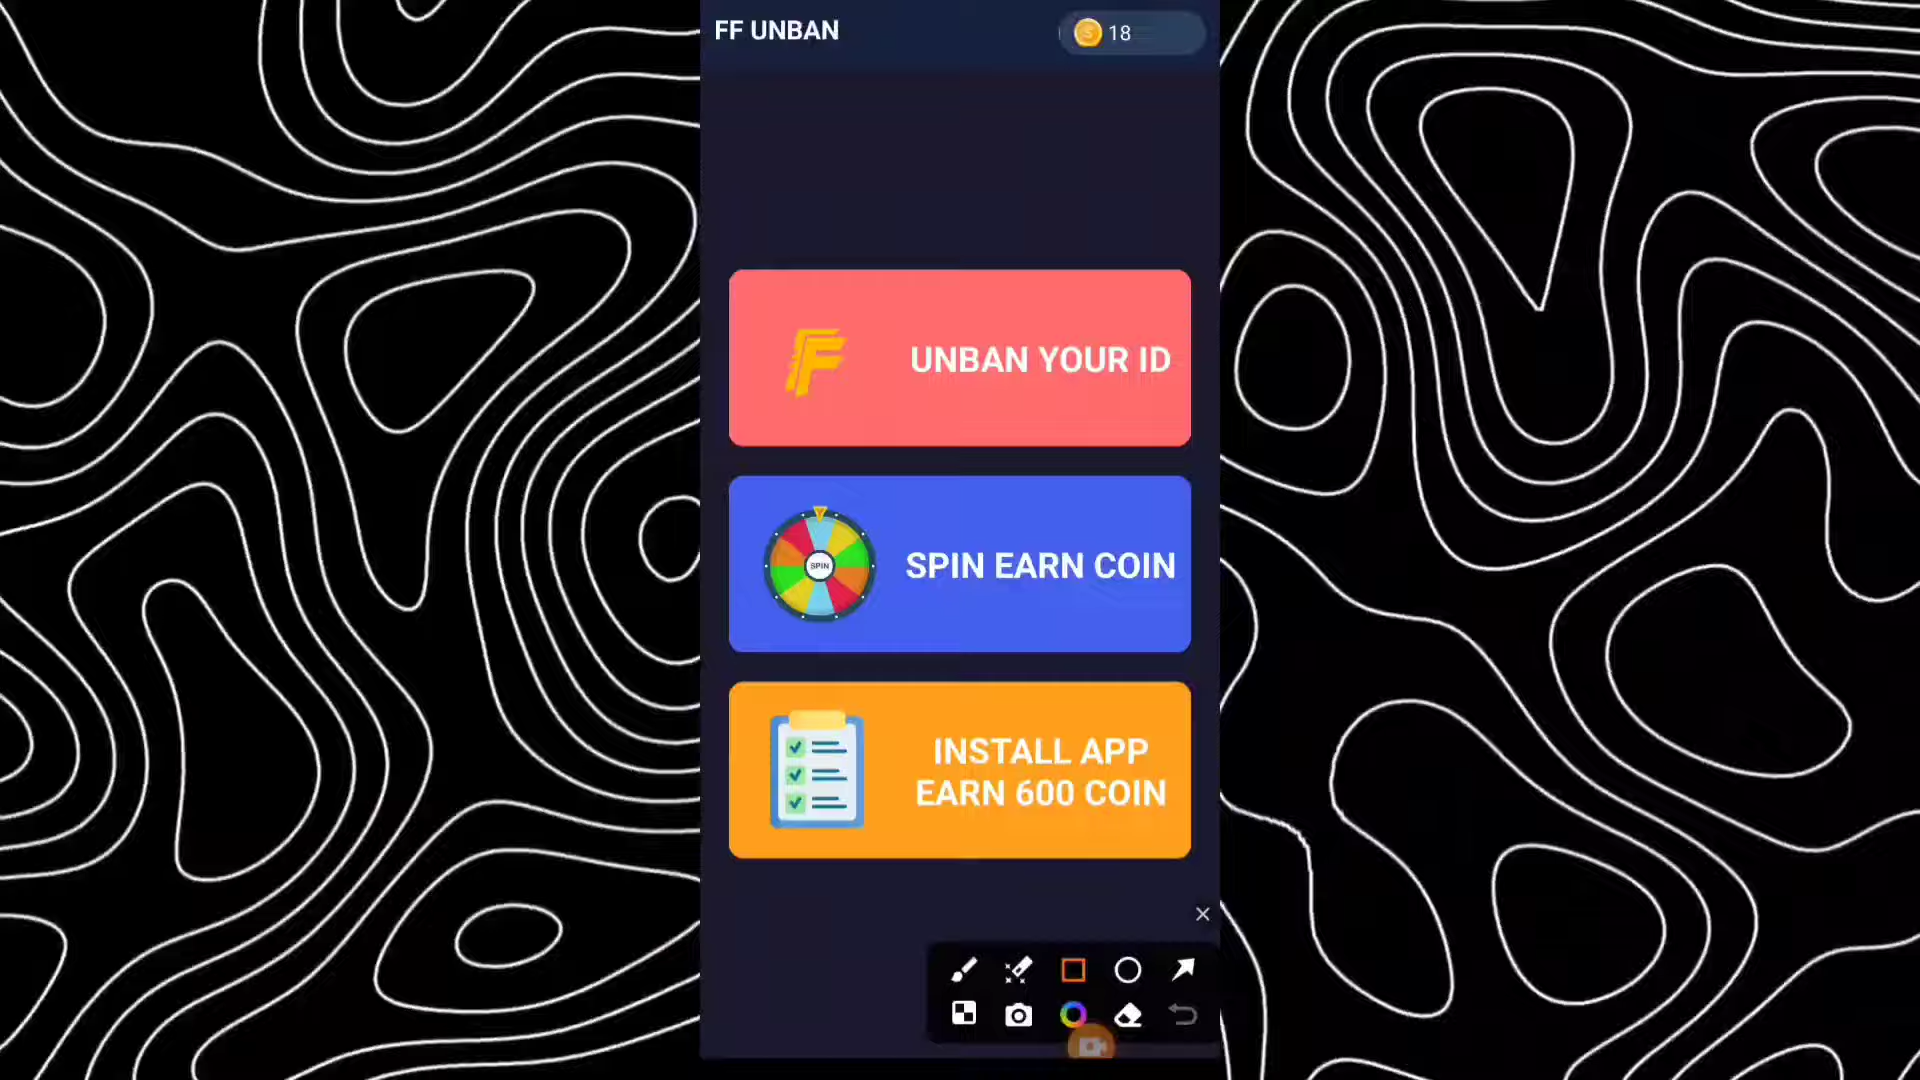 FF UNBAN
18
UNBAN YOUR ID
SPIN
SPIN EARN COIN
INSTALL APP
EARN 600 COIN